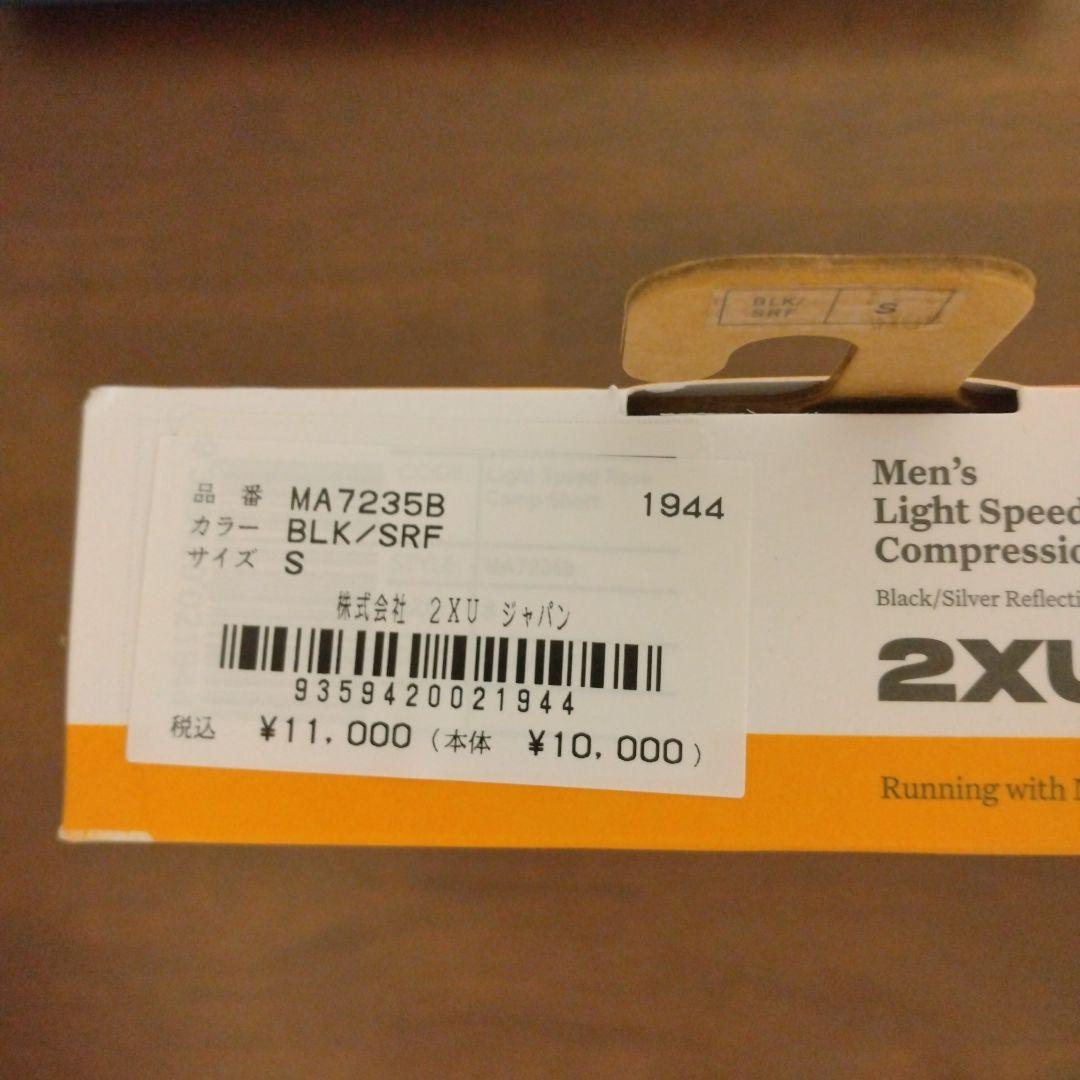 BLK/
SRF
S
品 番 MA7235B
1944
カラー BLK/SRF
サイズ S
株式会社 2XU ジャパン
9359420021944
税込 ¥11,000 (本体 ¥10,000)
Men's
Light Speed
Compressio
Black/Silver Reflecti
2XU
Running with